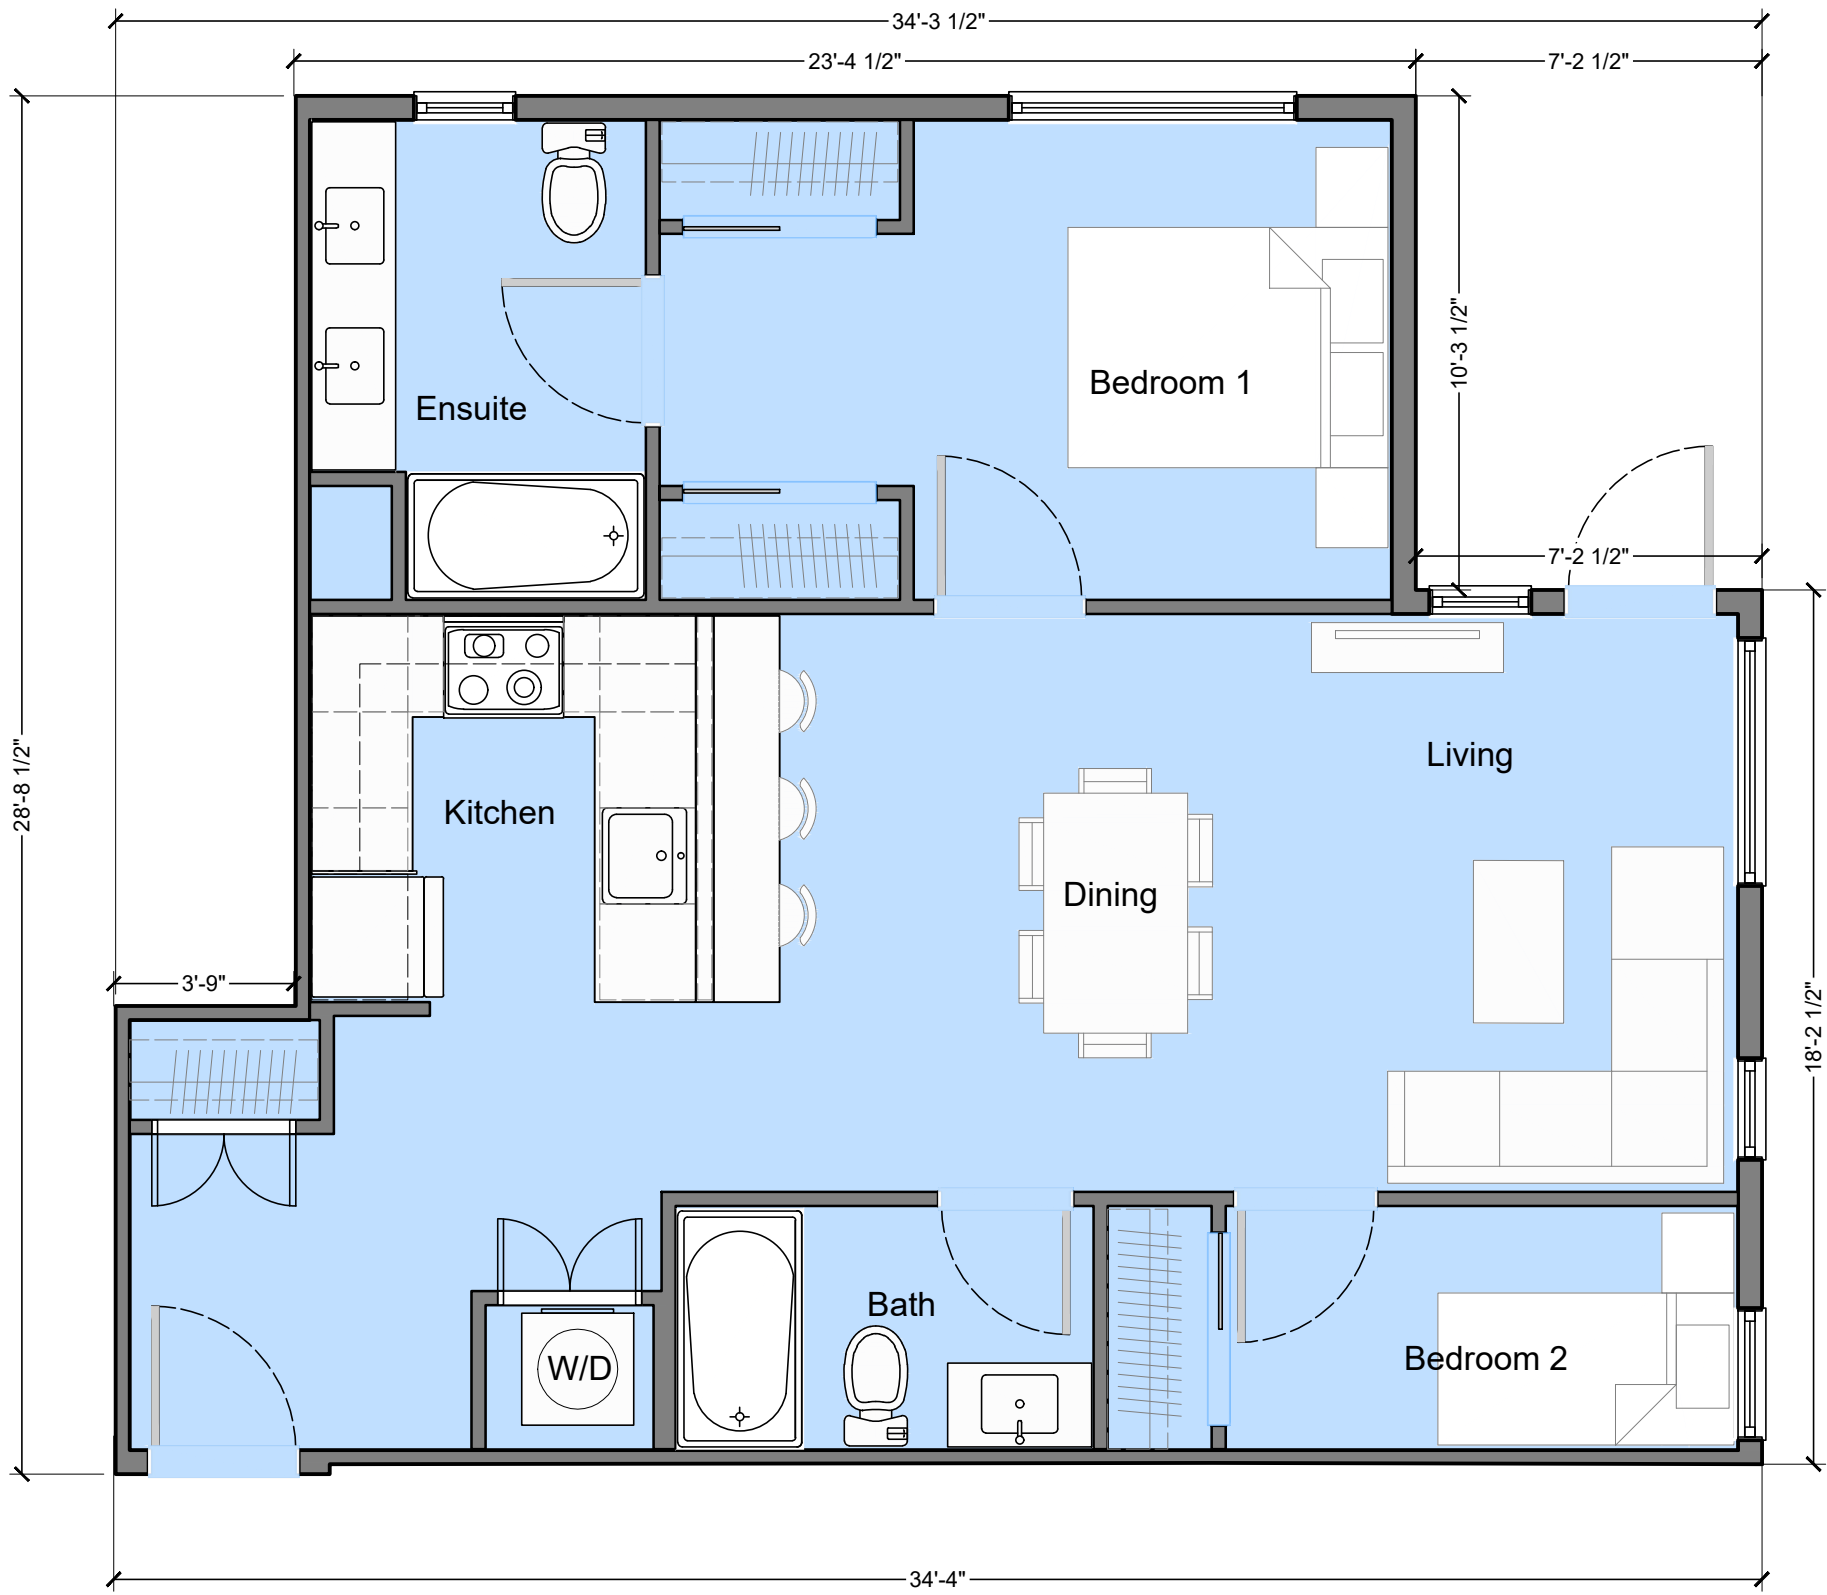 34'-3 1/2"
23'-4 1/2"
7'-2 1/2"
10'-3 1/2"
Bedroom 1
Ensuite
7'-2 1/2"
28'-8 1/2"
Living
Kitchen
Dining
3'-9"
18'-2 1/2"
Bath
W/D
Bedroom 2
34'-4"